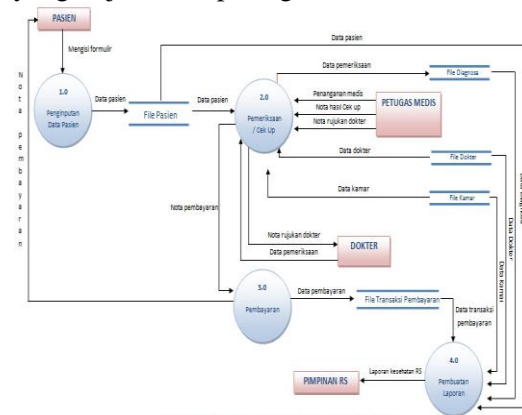 PASIEN
Data pasien
Mengisi formulir
Nota pembayaran
1.0
Penginputan
Data Pasien
Data pasien
File Pasien
Data pasien
Data pemeriksaan
File Diagnosa
2.0
Pemeriksaan
/ Cek Up
Penanganan medis
Nota hasil Cek up
Nota rujukan dokter
PETUGAS MEDIS
Data dokter
File Dokter
Data kamar
File Kamar
Nota pembayaran
Nota rujukan dokter
Data pemeriksaan
DOKTER
Data Dokter
Data Kamar
3.0
Pembayaran
Data pembayaran
File Transaksi Pembayaran
Data transaksi
pembayaran
4.0
Pembuatan
Laporan
Laporan kesehatan RS
PIMPINAN RS